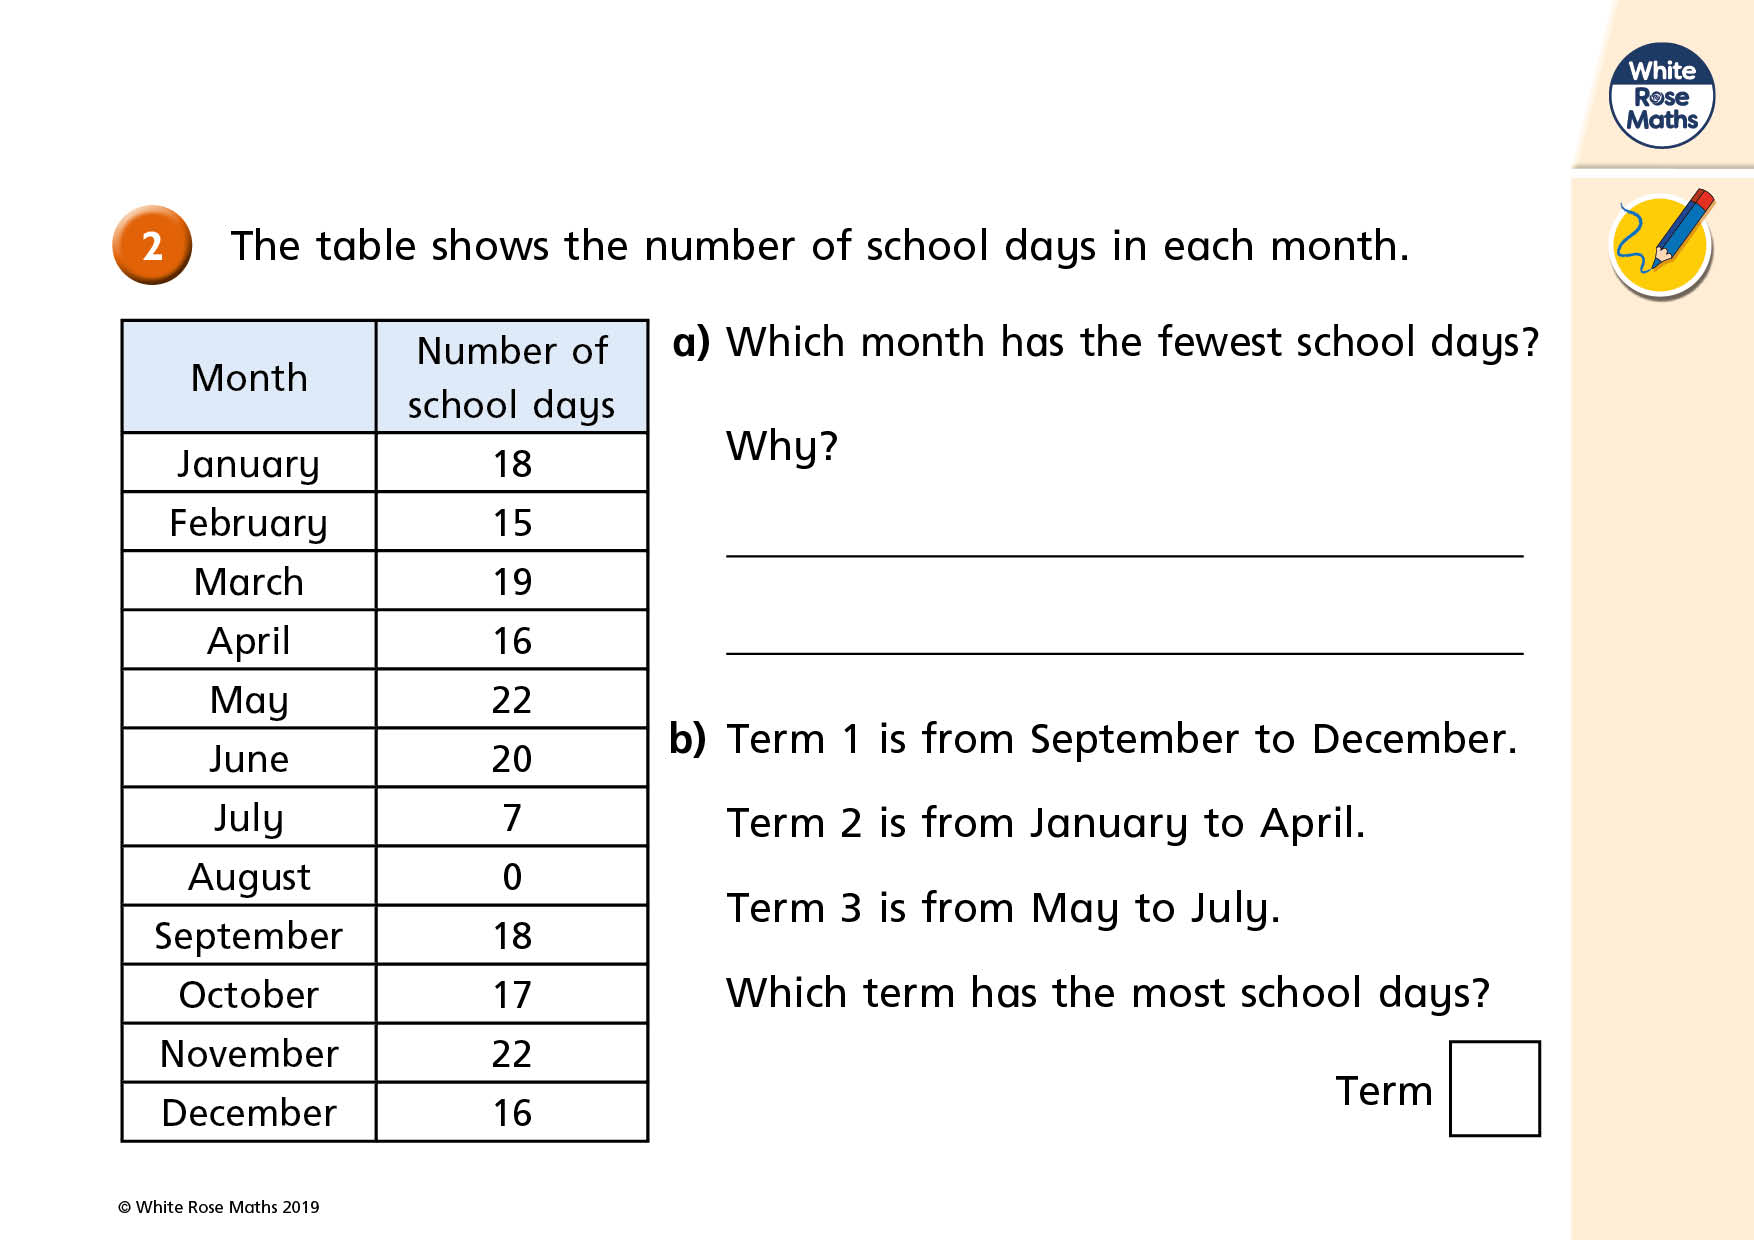 White
Rose
Maths
2 The table shows the number of school days in each month.
Month Number of school days
January 18
February 15
March 19
April 16
May 22
June 20
July 7
August 0
September 18
October 17
November 22
December 16
a) Which month has the fewest school days?
Why?
b) Term 1 is from September to December.
Term 2 is from January to April.
Term 3 is from May to July.
Which term has the most school days?
Term
© White Rose Maths 2019